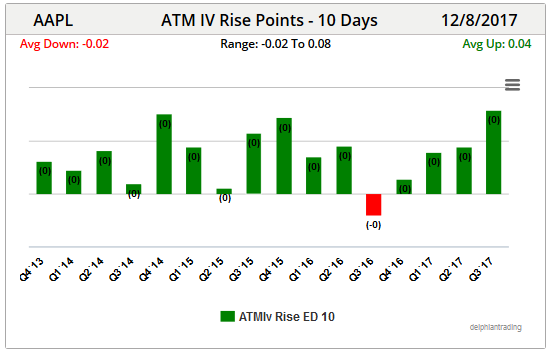 AAPL ATM IV Rise Points - 10 Days 12/8/2017
Avg Down: -0.02 Range: -0.02 To 0.08 Avg Up: 0.04
(0) (0) (0) (0) (0) (0) (0) (0) (0) (0) (0) (-0) (0) (0) (0) (0)
Q4'13 Q1'14 Q2'14 Q3'14 Q4'14 Q1'15 Q2'15 Q3'15 Q4'15 Q1'16 Q2'16 Q3'16 Q4'16 Q1'17 Q2'17 Q3'17
ATMIv Rise ED 10
delphiantrading